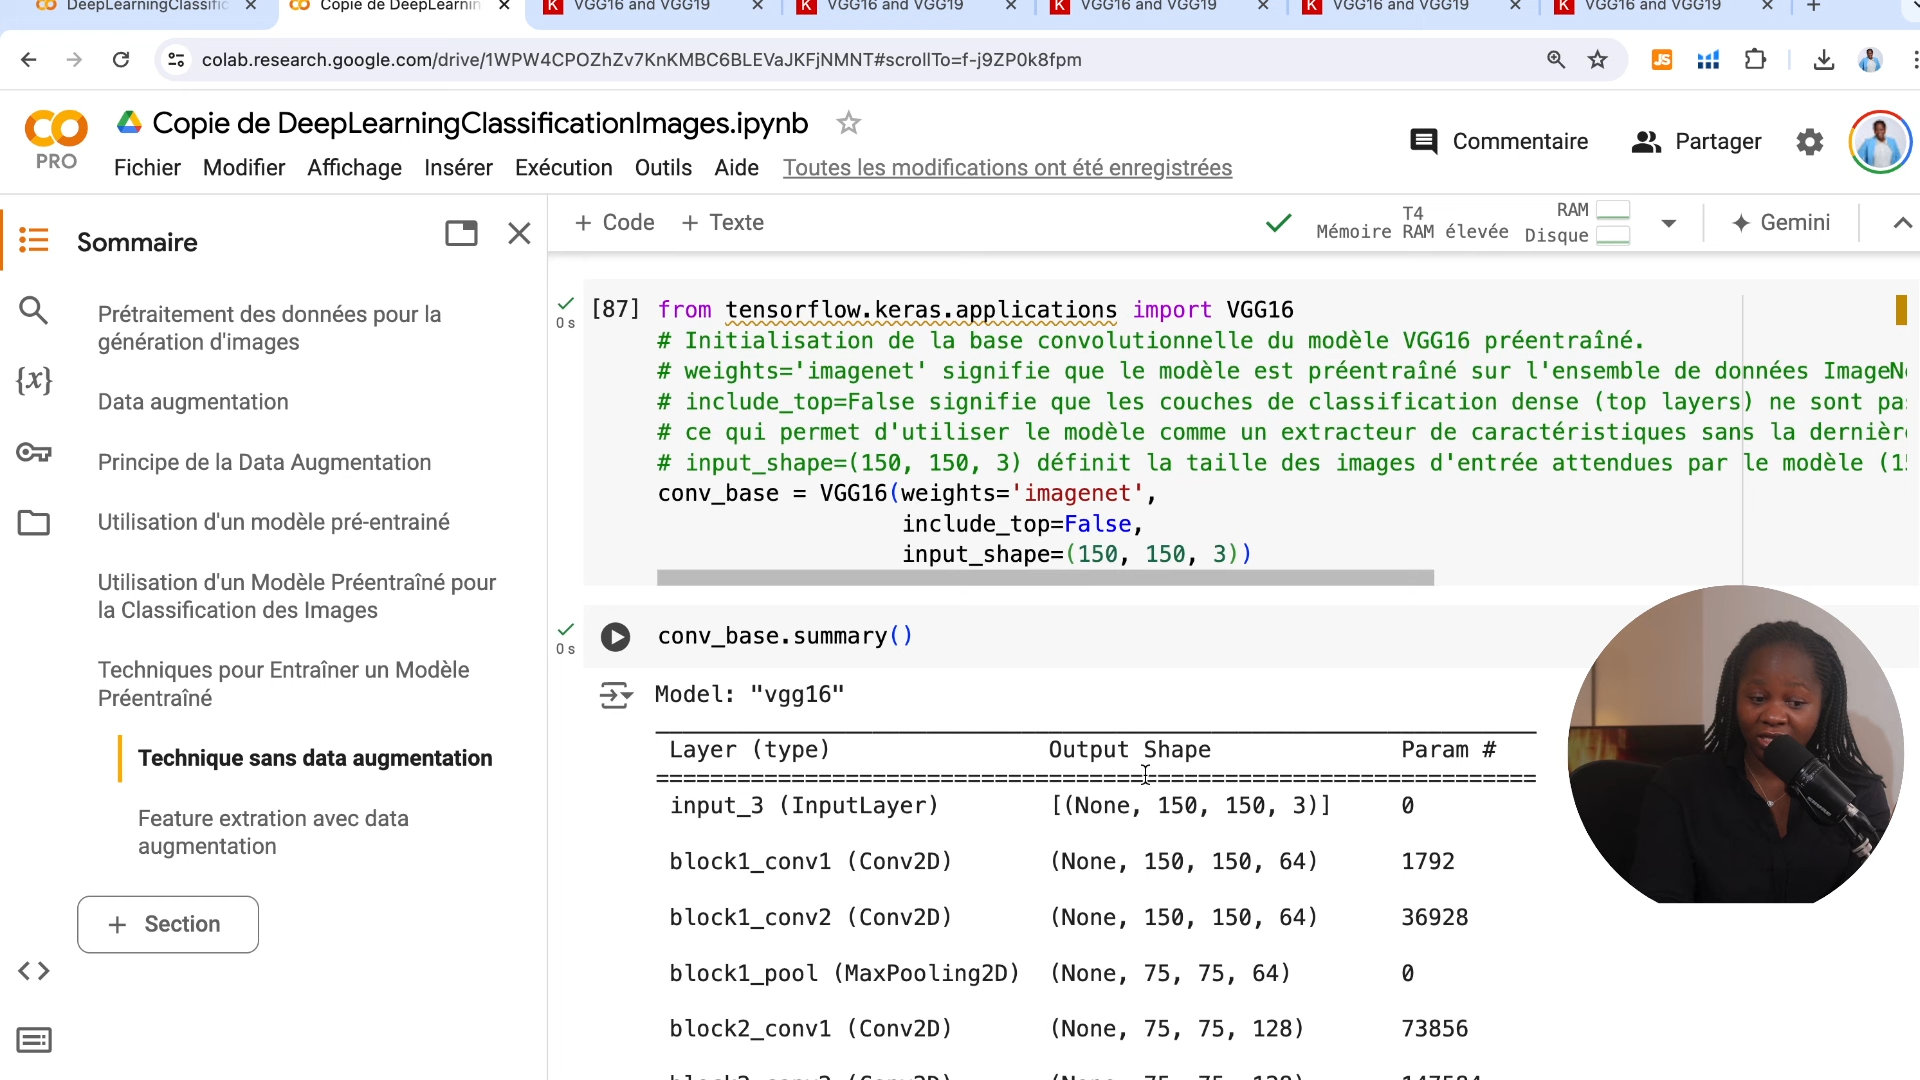 DeepLearningClassific
Copie de DeepLearnin
VGG16 and VGG19
VGG16 and VGG19
VGG16 and VGG19
VGG16 and VGG19
VGG16 and VGG19
colab.research.google.com/drive/1WPW4CPOZhZv7KnKMBC6BLEVaJKFjNMNT#scrollTo=f-j9ZP0k8fpm
JS
CO
PRO
Copie de DeepLearningClassificationImages.ipynb
Fichier Modifier Affichage Insérer Exécution Outils Aide Toutes les modifications ont été enregistrées
Commentaire
Partager
+ Code + Texte
T4
Mémoire RAM élevée
RAM
Disque
Gemini
Sommaire
Prétraitement des données pour la
génération d'images
Data augmentation
Principe de la Data Augmentation
Utilisation d'un modèle pré-entrainé
Utilisation d'un Modèle Préentraîné pour
la Classification des Images
Techniques pour Entraîner un Modèle
Préentraîné
Technique sans data augmentation
Feature extration avec data
augmentation
+ Section
0 s
[87] from tensorflow.keras.applications import VGG16
# Initialisation de la base convolutionnelle du modèle VGG16 préentraîné.
# weights='imagenet' signifie que le modèle est préentraîné sur l'ensemble de données ImageN
# include_top=False signifie que les couches de classification dense (top layers) ne sont pa
# ce qui permet d'utiliser le modèle comme un extracteur de caractéristiques sans la dernièr
# input_shape=(150, 150, 3) définit la taille des images d'entrée attendues par le modèle (1
conv_base = VGG16(weights='imagenet',
include_top=False,
input_shape=(150, 150, 3))
0 s
conv_base.summary()
Model: "vgg16"
Layer (type) Output Shape Param #
=================================================================
input_3 (InputLayer) [(None, 150, 150, 3)] 0
block1_conv1 (Conv2D) (None, 150, 150, 64) 1792
block1_conv2 (Conv2D) (None, 150, 150, 64) 36928
block1_pool (MaxPooling2D) (None, 75, 75, 64) 0
block2_conv1 (Conv2D) (None, 75, 75, 128) 73856